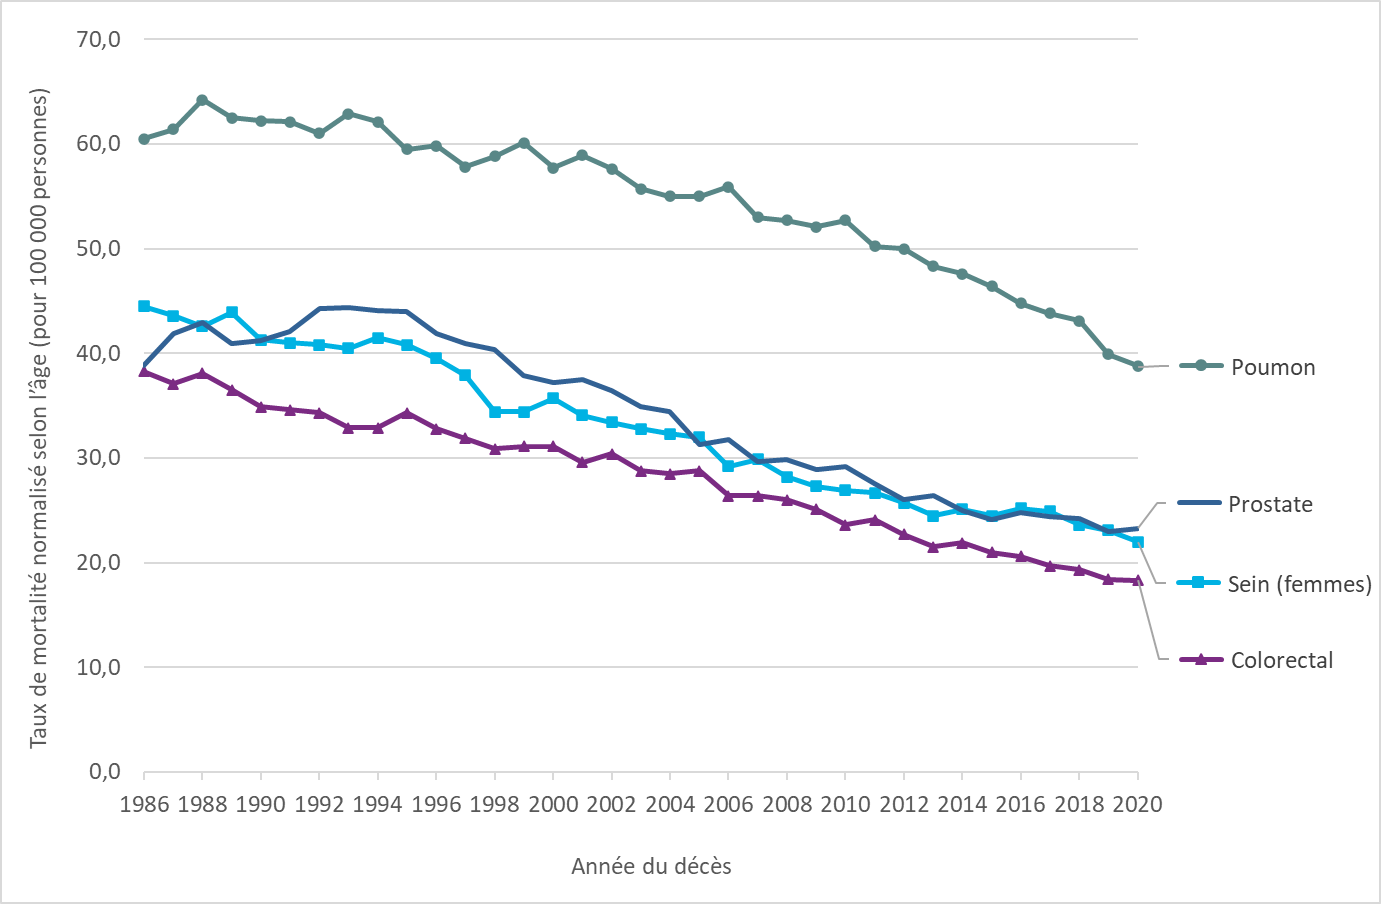 Taux de mortalité normalisé selon l’âge (pour 100 000 personnes)
70,0
60,0
50,0
40,0
30,0
20,0
10,0
0,0
1986 1988 1990 1992 1994 1996 1998 2000 2002 2004 2006 2008 2010 2012 2014 2016 2018 2020
Année du décès
Poumon
Prostate
Sein (femmes)
Colorectal